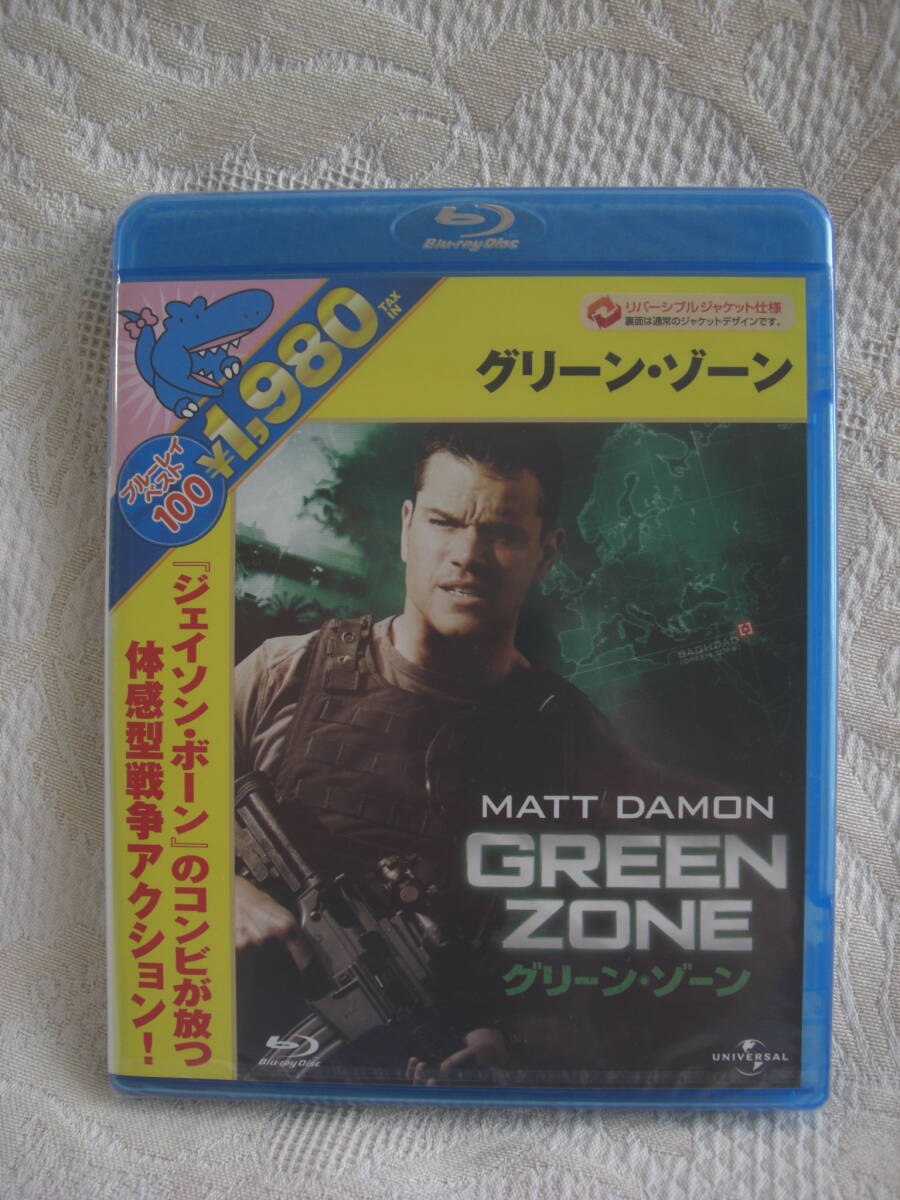 Blu-ray Disc
¥1,980
TAX IN
ブルーレイ
ベスト
100
リバーシブルジャケット仕様
裏面は通常のジャケットデザインです。
グリーン・ゾーン
『ジェイソン・ボーン』のコンビが放つ
体感型戦争アクション!
BAGHDAD
MATT DAMON
GREEN
ZONE
グリーン・ゾーン
Blu-ray Disc
UNIVERSAL